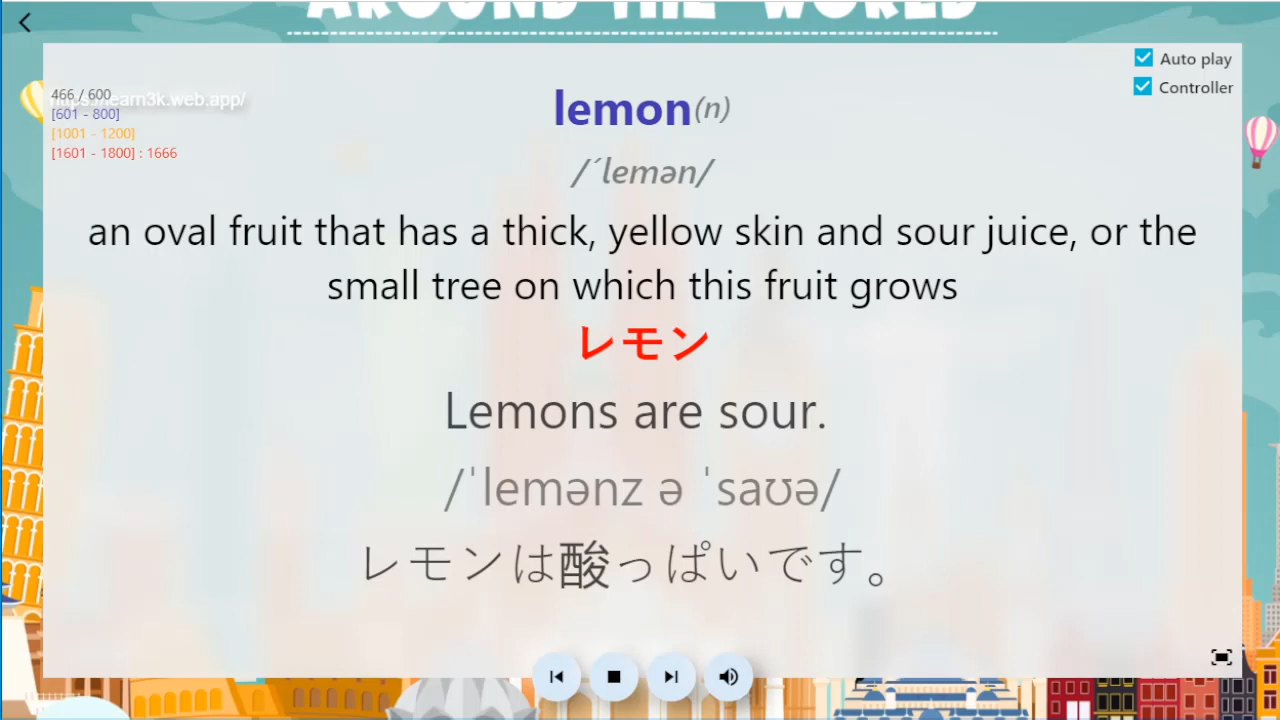 AROUND THE WORLD
Auto play
Controller
466 / 600
https://learn3k.web.app/
[601 - 800]
[1001 - 1200]
[1601 - 1800] : 1666
lemon(n)
/ˊlemən/
an oval fruit that has a thick, yellow skin and sour juice, or the
small tree on which this fruit grows
レモン
Lemons are sour.
/ˈlemənz ə ˈsaʊə/
レモンは酸っぱいです。